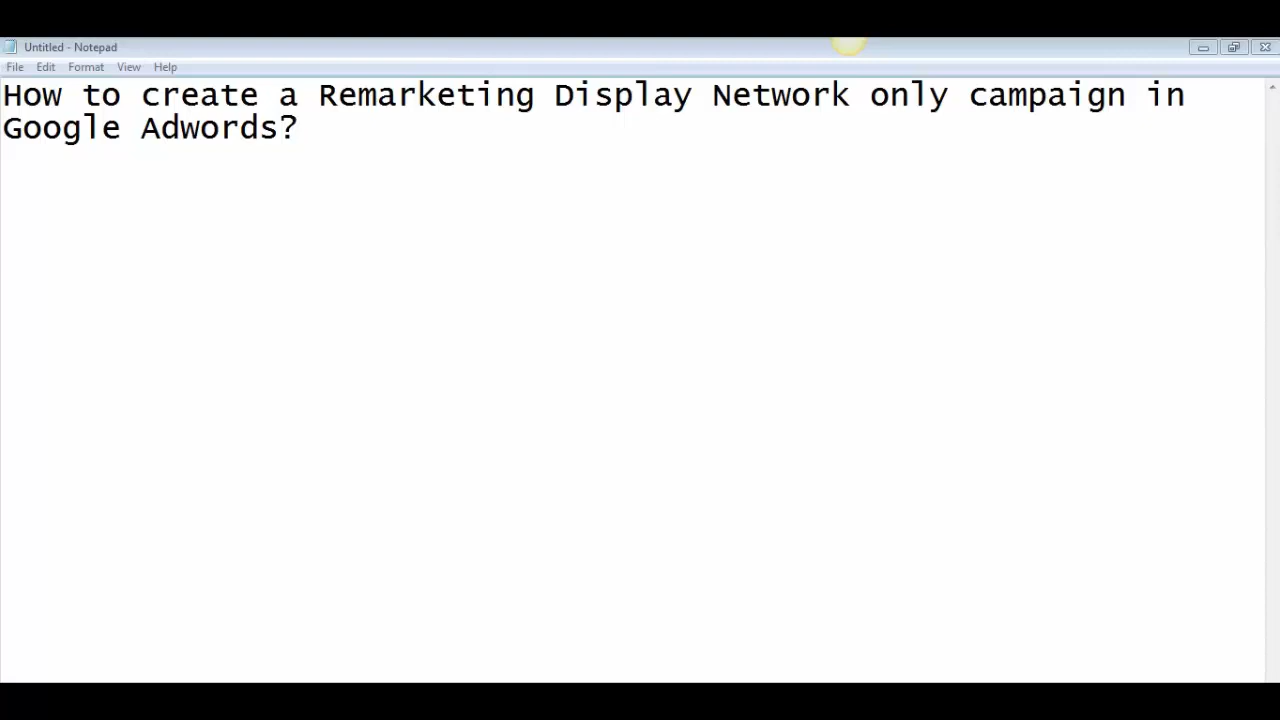 Untitled - Notepad
File Edit Format View Help
How to create a Remarketing Display Network only campaign in
Google Adwords?